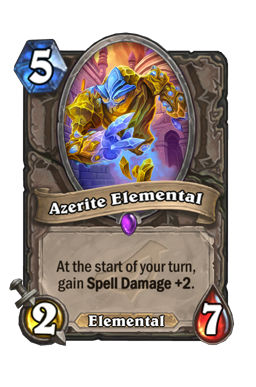 5
Azerite Elemental
At the start of your turn,
gain Spell Damage +2.
2
Elemental
7